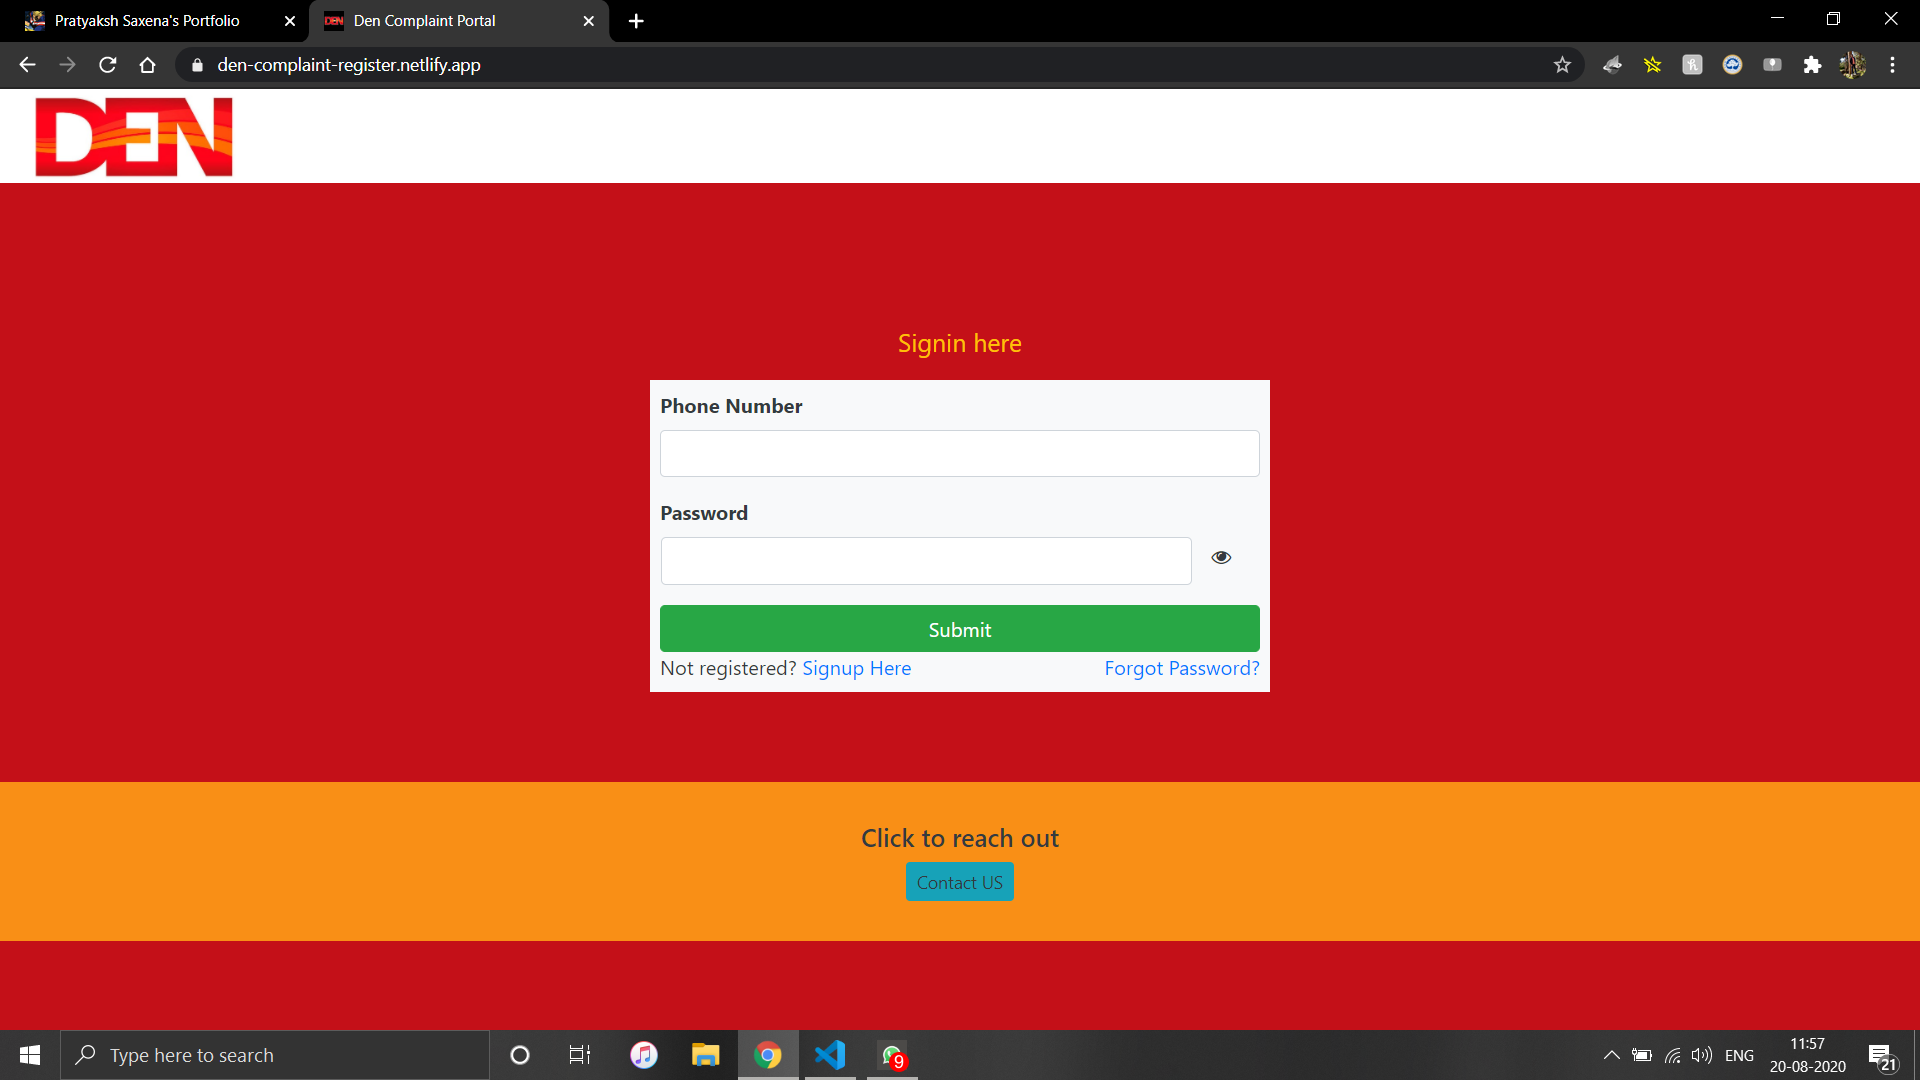 Pratyaksh Saxena's Portfolio
DEN
Den Complaint Portal
den-complaint-register.netlify.app
DEN
Signin here
Phone Number
Password
Submit
Not registered? Signup Here
Forgot Password?
Click to reach out
Contact US
Type here to search
9
ENG
11:57
20-08-2020
21